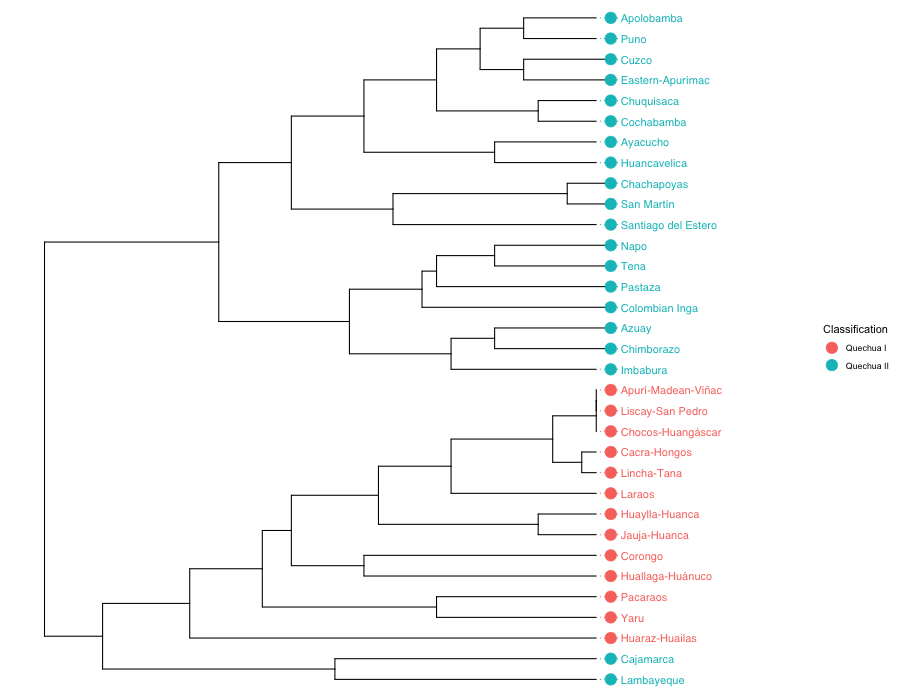 Apolobamba
Puno
Cuzco
Eastern-Apurímac
Chuquisaca
Cochabamba
Ayacucho
Huancavelica
Chachapoyas
San Martín
Santiago del Estero
Napo
Tena
Pastaza
Colombian Inga
Azuay
Chimborazo
Imbabura
Apurí-Madean-Viñac
Liscay-San Pedro
Chocos-Huangáscar
Cacra-Hongos
Lincha-Tana
Laraos
Huaylla-Huanca
Jauja-Huanca
Corongo
Huallaga-Huánuco
Pacaraos
Yaru
Huaraz-Huailas
Cajamarca
Lambayeque
Classification
Quechua I
Quechua II